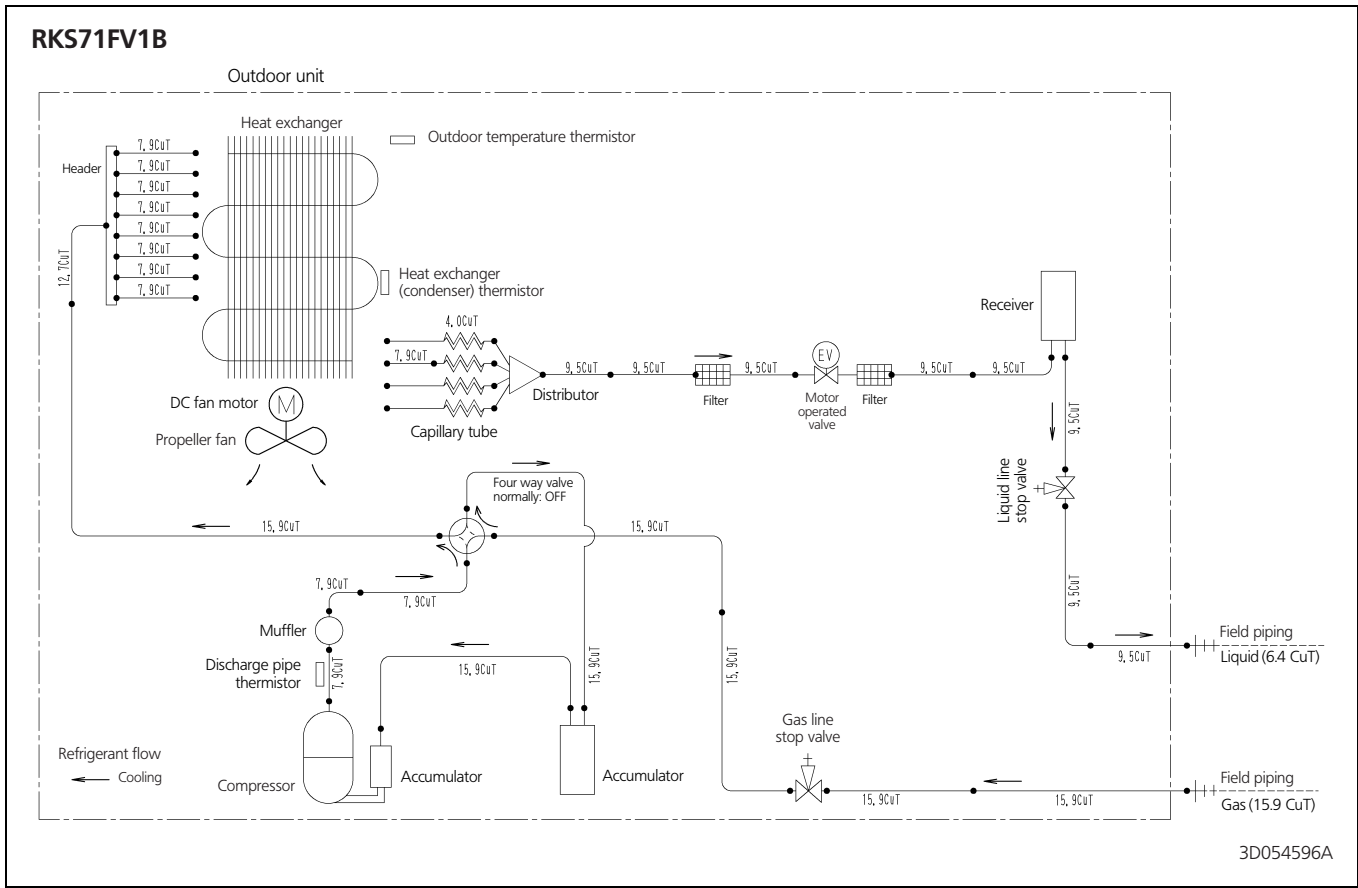 RKS71FV1B
Outdoor unit
Heat exchanger
Outdoor temperature thermistor
Header
7.9CuT
7.9CuT
7.9CuT
7.9CuT
7.9CuT
7.9CuT
7.9CuT
7.9CuT
12.7CuT
Heat exchanger
(condenser) thermistor
Receiver
4.0CuT
7.9CuT
Capillary tube
Distributor
9.5CuT
9.5CuT
Filter
9.5CuT
EV
Motor
operated
valve
Filter
9.5CuT
9.5CuT
9.5CuT
Liquid line
stop valve
9.5CuT
9.5CuT
Field piping
Liquid (6.4 CuT)
DC fan motor
M
Propeller fan
Four way valve
normally: OFF
15.9CuT
15.9CuT
7.9CuT
7.9CuT
Muffler
Discharge pipe
thermistor
7.9CuT
15.9CuT
15.9CuT
15.9CuT
Compressor
Accumulator
Accumulator
Gas line
stop valve
15.9CuT
15.9CuT
Field piping
Gas (15.9 CuT)
Refrigerant flow
Cooling
3D054596A